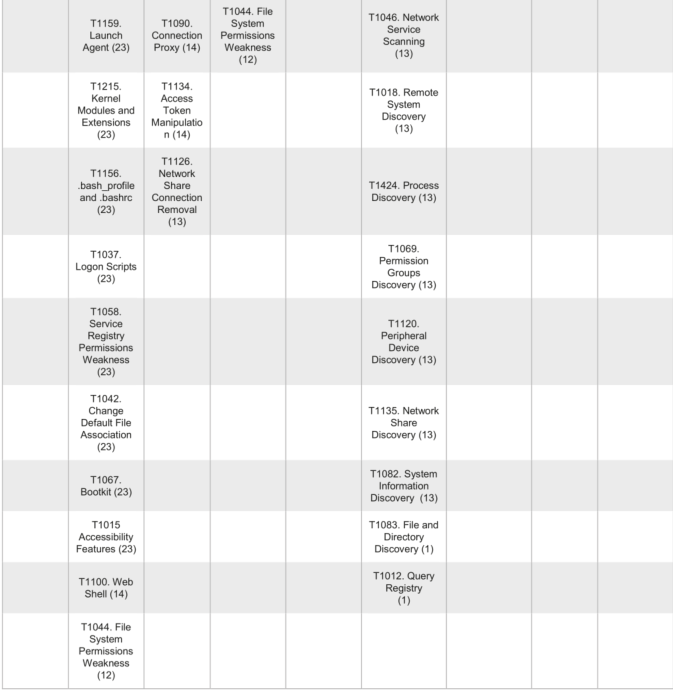 T1159.
Launch
Agent (23)
T1090.
Connection
Proxy (14)
T1044. File
System
Permissions
Weakness
(12)
T1046. Network
Service
Scanning
(13)
T1215.
Kernel
Modules and
Extensions
(23)
T1134.
Access
Token
Manipulatio
n (14)
T1018. Remote
System
Discovery
(13)
T1156.
.bash_profile
and .bashrc
(23)
T1126.
Network
Share
Connection
Removal
(13)
T1424. Process
Discovery (13)
T1037.
Logon Scripts
(23)
T1069.
Permission
Groups
Discovery (13)
T1058.
Service
Registry
Permissions
Weakness
(23)
T1120.
Peripheral
Device
Discovery (13)
T1042.
Change
Default File
Association
(23)
T1135. Network
Share
Discovery (13)
T1067.
Bootkit (23)
T1082. System
Information
Discovery (13)
T1015
Accessibility
Features (23)
T1083. File and
Directory
Discovery (1)
T1100. Web
Shell (14)
T1012. Query
Registry
(1)
T1044. File
System
Permissions
Weakness
(12)